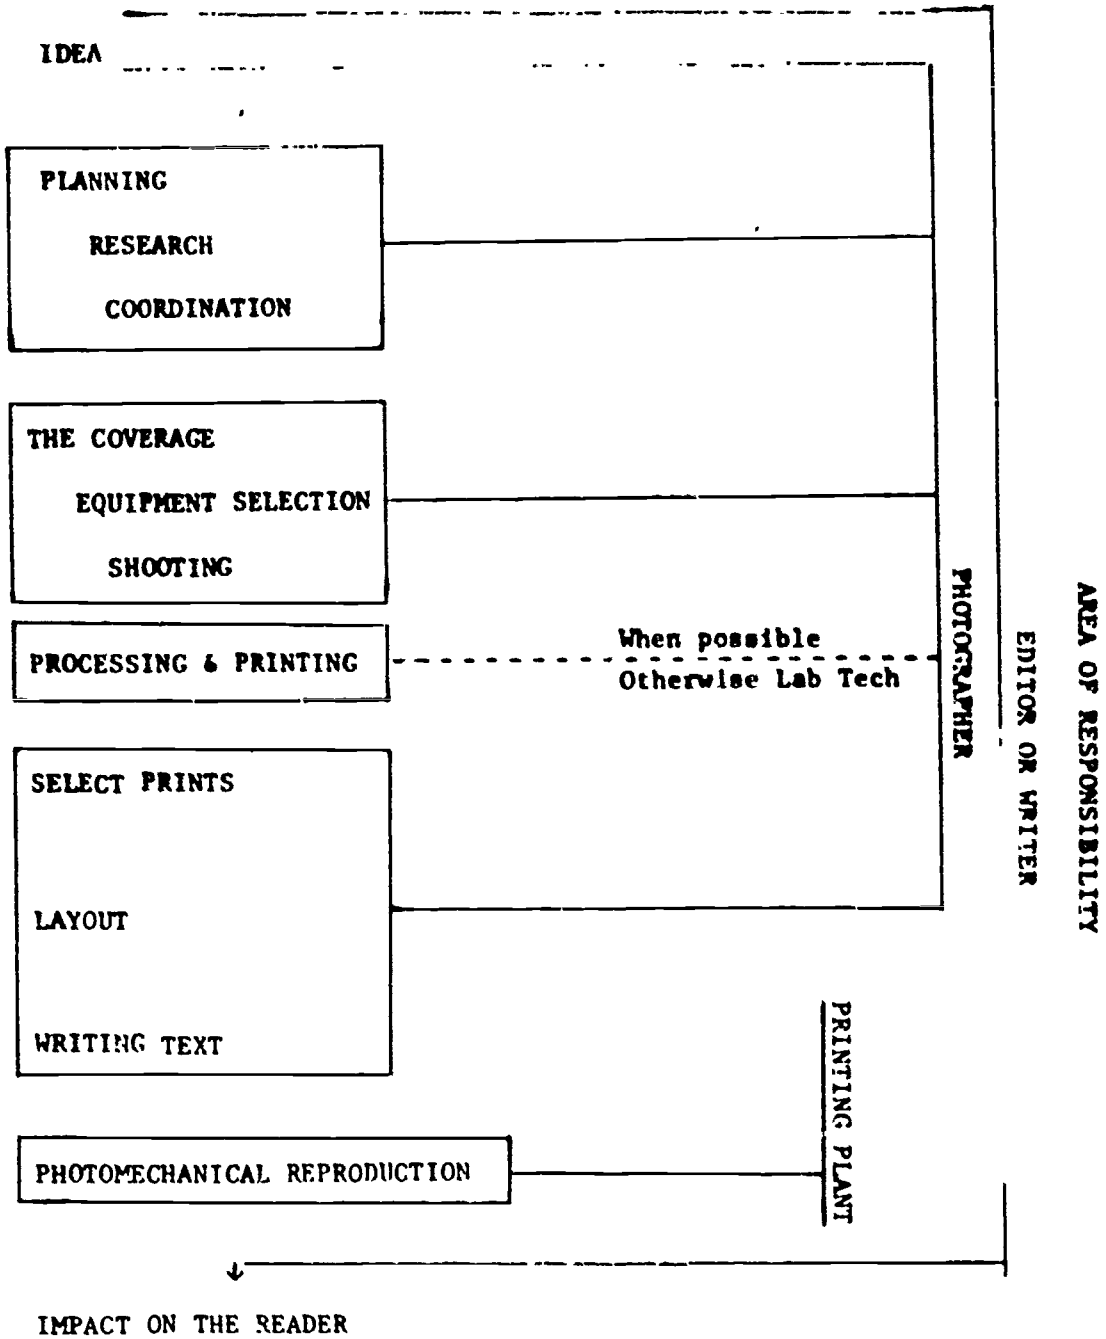 IDEA
PLANNING
RESEARCH
COORDINATION
THE COVERAGE
EQUIPMENT SELECTION
SHOOTING
PROCESSING & PRINTING
When possible
Otherwise Lab Tech
SELECT PRINTS
LAYOUT
WRITING TEXT
PHOTOMECHANICAL REPRODUCTION
IMPACT ON THE READER
PHOTOGRAPHER
EDITOR OR WRITER
AREA OF RESPONSIBILITY
PRINTING PLANT